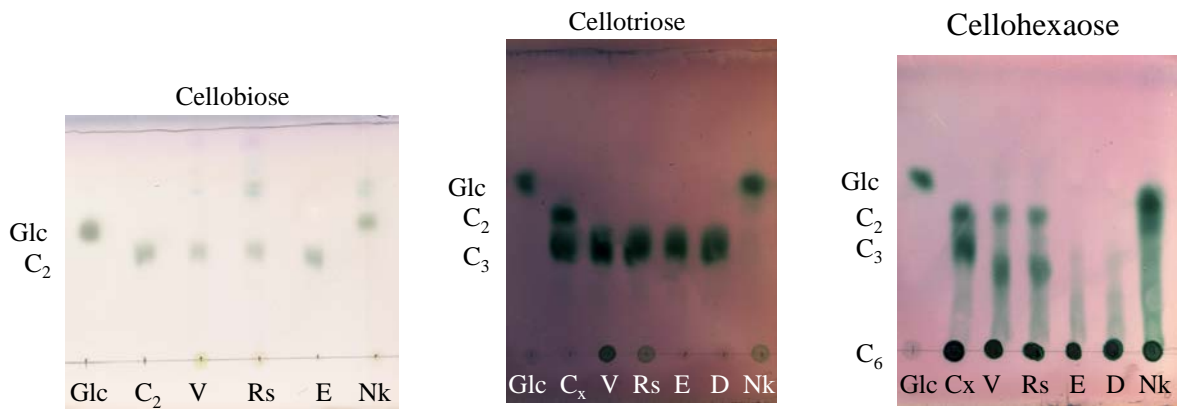 Cellobiose
Glc
C₂
Glc C₂ V Rs E Nk
Cellotriose
Glc
C₂
C₃
Glc Cₓ V Rs E D Nk
Cellohexaose
Glc
C₂
C₃
C₆
Glc Cx V Rs E D Nk